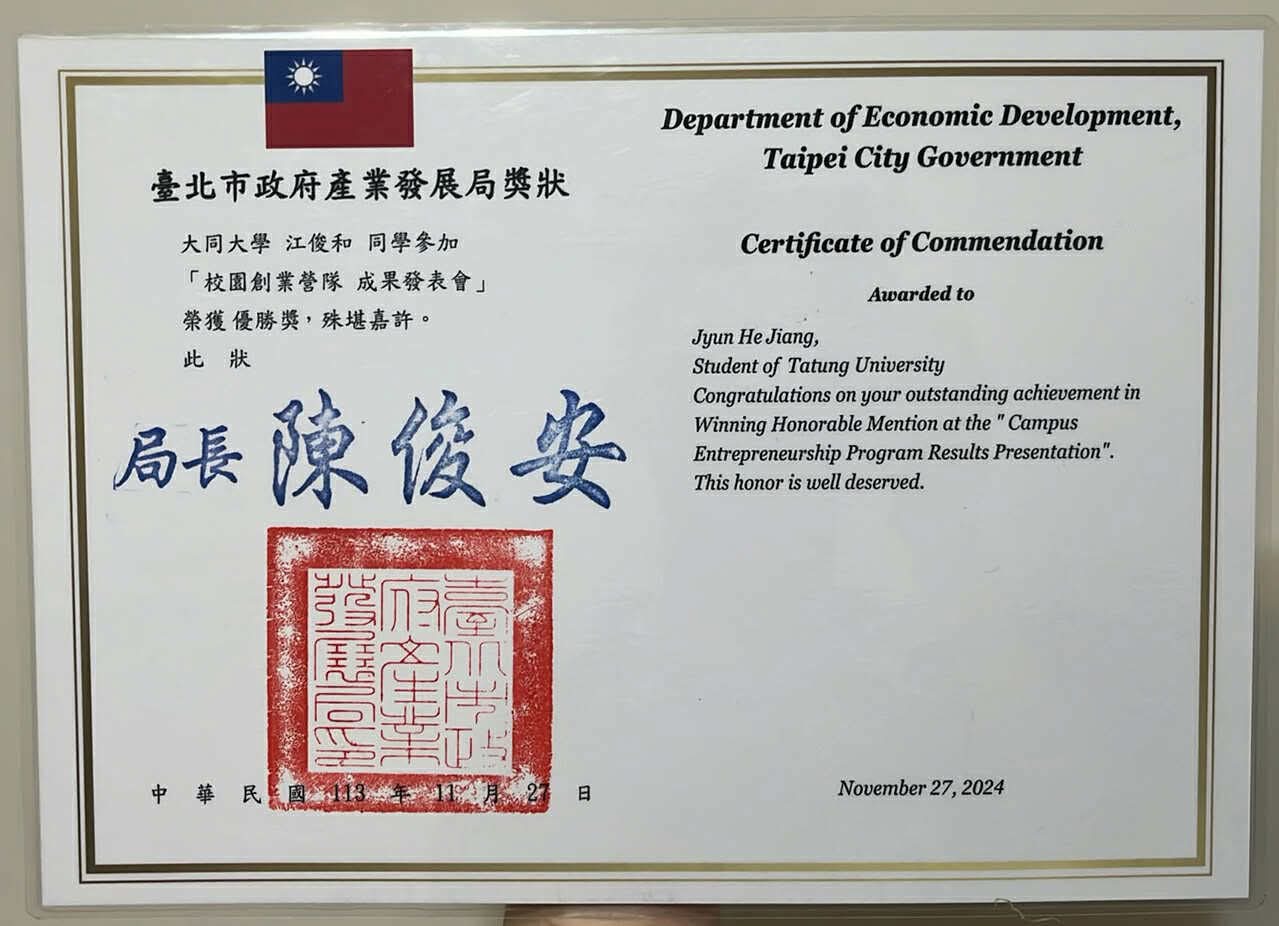 臺北市政府產業發展局獎狀
大同大學 江俊和 同學參加
「校園創業營隊 成果發表會」
榮獲 優勝獎，殊堪嘉許。
此 狀
局長 陳俊安
臺北市政
府產業
發展局印
中華民國 113 年 11 月 27 日
Department of Economic Development,
Taipei City Government
Certificate of Commendation
Awarded to
Jyun He Jiang,
Student of Tatung University
Congratulations on your outstanding achievement in
Winning Honorable Mention at the " Campus
Entrepreneurship Program Results Presentation".
This honor is well deserved.
November 27, 2024